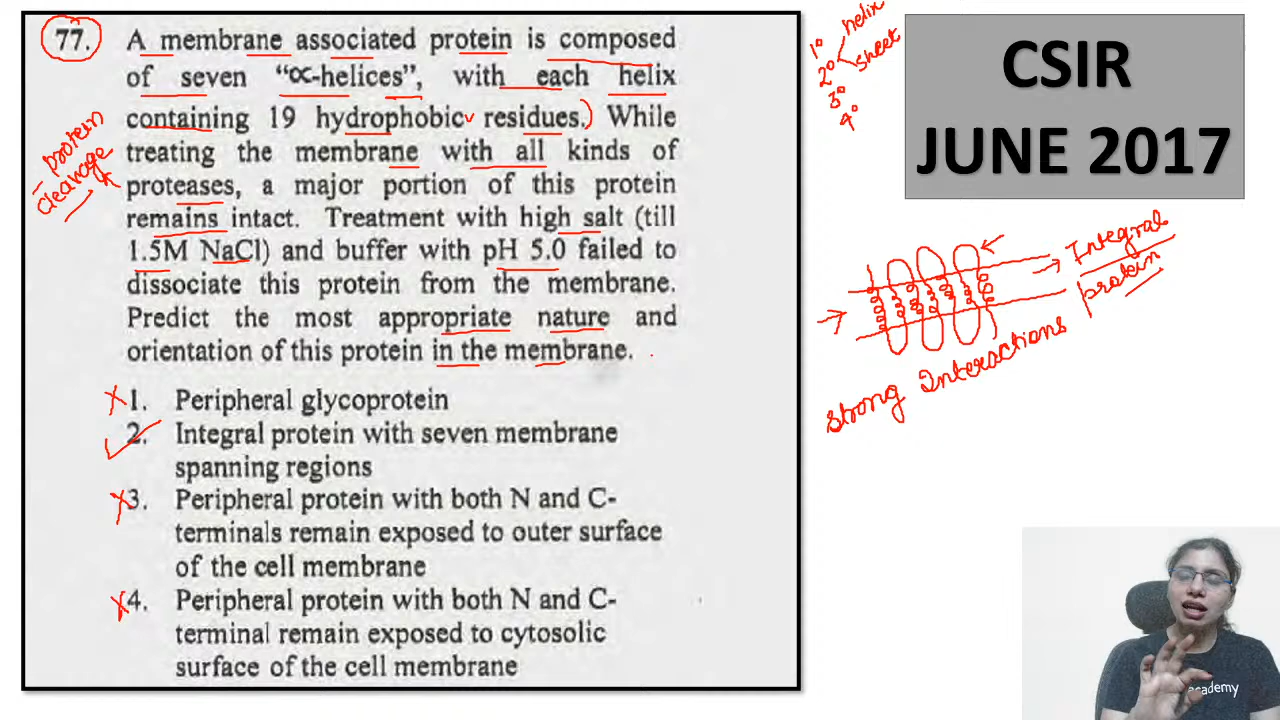 77. A membrane associated protein is composed
of seven “∝-helices”, with each helix
containing 19 hydrophobic residues. While
treating the membrane with all kinds of
proteases, a major portion of this protein
remains intact. Treatment with high salt (till
1.5M NaCl) and buffer with pH 5.0 failed to
dissociate this protein from the membrane.
Predict the most appropriate nature and
orientation of this protein in the membrane.
1. Peripheral glycoprotein
2. Integral protein with seven membrane
spanning regions
3. Peripheral protein with both N and C-
terminals remain exposed to outer surface
of the cell membrane
4. Peripheral protein with both N and C-
terminal remain exposed to cytosolic
surface of the cell membrane
protein
cleavage
1°
2° helix
sheet
3°
4°
CSIR
JUNE 2017
Integral
protein
Strong Interactions
academy